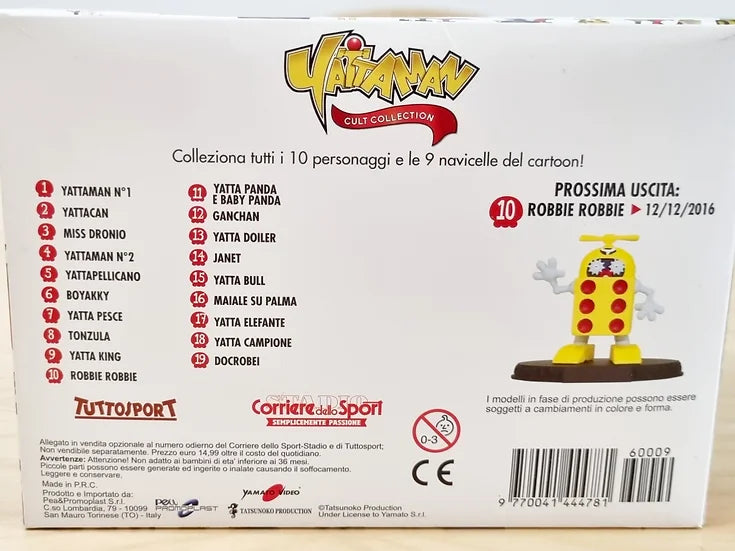 YATTAMAN
CULT COLLECTION
Colleziona tutti i 10 personaggi e le 9 navicelle del cartoon!
1 YATTAMAN N°1
2 YATTACAN
3 MISS DRONIO
4 YATTAMAN N°2
5 YATTAPELLICANO
6 BOYAKKY
7 YATTA PESCE
8 TONZULA
9 YATTA KING
10 ROBBIE ROBBIE
11 YATTA PANDA
E BABY PANDA
12 GANCHAN
13 YATTA DOILER
14 JANET
15 YATTA BULL
16 MAIALE SU PALMA
17 YATTA ELEFANTE
18 YATTA CAMPIONE
19 DOCROBEI
PROSSIMA USCITA:
10 ROBBIE ROBBIE ▶ 12/12/2016
I modelli in fase di produzione possono essere
soggetti a cambiamenti in colore e forma.
TUTTOSPORT
STADIO
Corriere dello Sport
SEMPLICEMENTE PASSIONE
0-3
CE
Allegato in vendita opzionale al numero odierno del Corriere dello Sport-Stadio e di Tuttosport;
Non vendibile separatamente. Prezzo euro 14,99 oltre il costo del quotidiano.
Avvertenze: Attenzione! Non adatto ai bambini di eta' inferiore ai 36 mesi.
Piccole parti possono essere generate ed ingerite o inalate causando il soffocamento.
Leggere e conservare.
Made in P.R.C.
Prodotto e Importato da:
Pea&Promoplast S.r.l.
C.so Lombardia, 79 - 10099
San Mauro Torinese (TO) - Italy
pea
PROMOPLAST
YAMATO VIDEO
TATSUNOKO PRODUCTION
©Tatsunoko Production
Under License to Yamato S.r.l.
60009
9 770041 444781